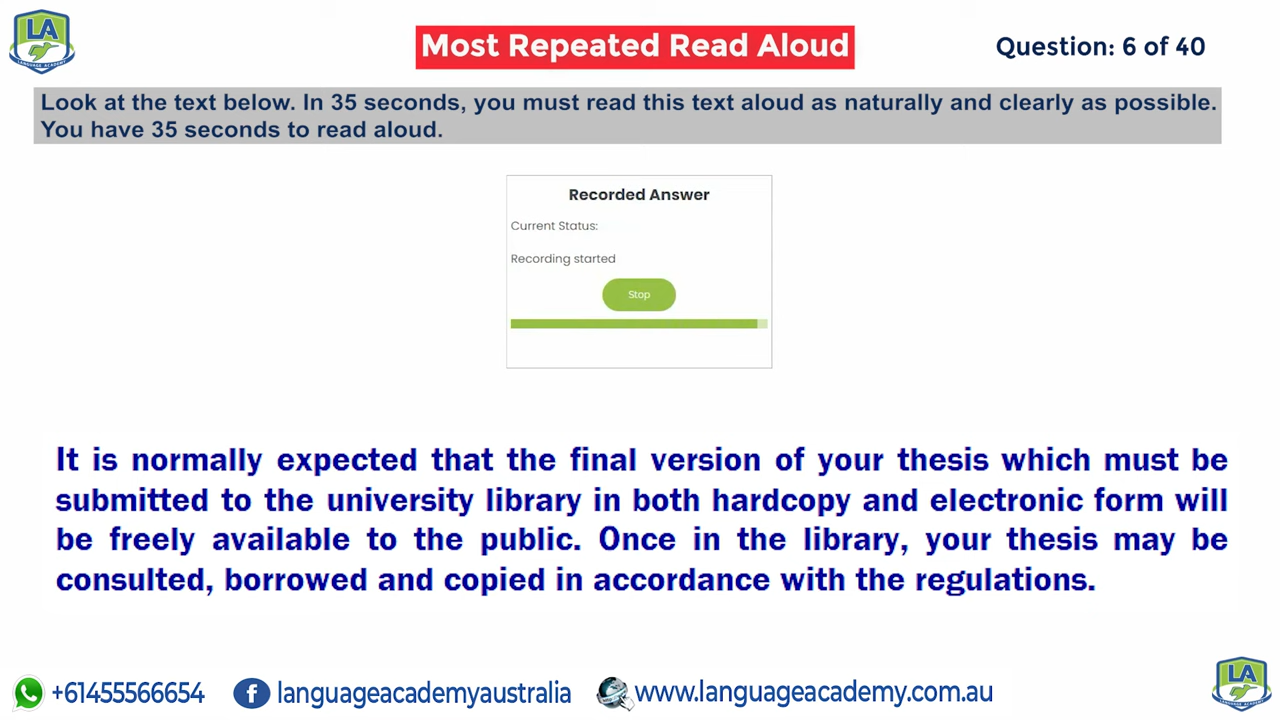 LA
LANGUAGE ACADEMY
Most Repeated Read Aloud
Question: 6 of 40
Look at the text below. In 35 seconds, you must read this text aloud as naturally and clearly as possible.
You have 35 seconds to read aloud.
Recorded Answer
Current Status:
Recording started
Stop
It is normally expected that the final version of your thesis which must be
submitted to the university library in both hardcopy and electronic form will
be freely available to the public. Once in the library, your thesis may be
consulted, borrowed and copied in accordance with the regulations.
+61455566654
languageacademyaustralia
www.languageacademy.com.au
LA
LANGUAGE ACADEMY